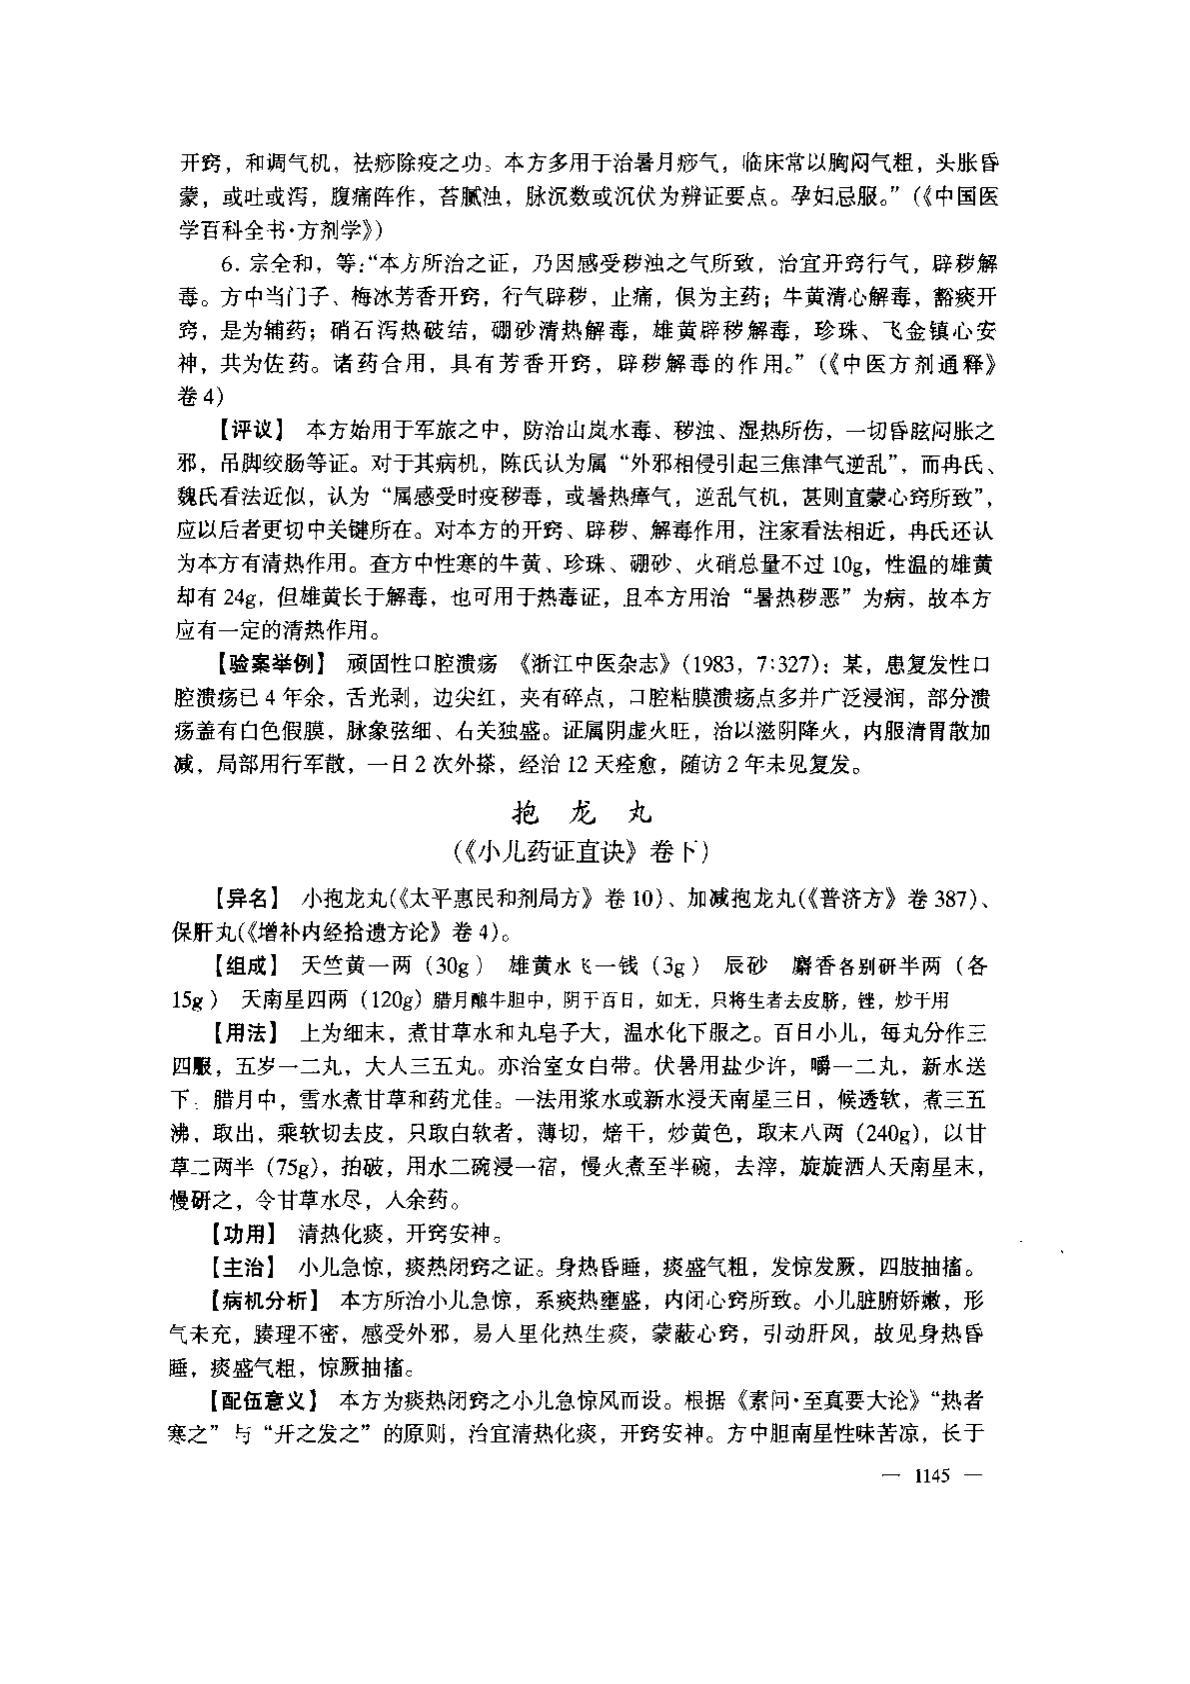 开窍，和调气机，祛痧除疫之功。本方多用于治暑月痧气，临床常以胸闷气粗，头胀昏
蒙，或吐或泻，腹痛阵作，苔腻浊，脉沉数或沉伏为辨证要点。孕妇忌服。”（《中国医
学百科全书·方剂学》）
6. 宗全和，等：“本方所治之证，乃因感受秽浊之气所致，治宜开窍行气，辟秽解
毒。方中当门子、梅冰芳香开窍，行气辟秽，止痛，俱为主药；牛黄清心解毒，豁痰开
窍，是为辅药；硝石泻热破结，硼砂清热解毒，雄黄辟秽解毒，珍珠、飞金镇心安
神，共为佐药。诸药合用，具有芳香开窍，辟秽解毒的作用。”（《中医方剂通释》
卷4）
【评议】 本方始用于军旅之中，防治山岚水毒、秽浊、湿热所伤，一切昏眩闷胀之
邪，吊脚绞肠等证。对于其病机，陈氏认为属“外邪相侵引起三焦津气逆乱”，而冉氏、
魏氏看法近似，认为“属感受时疫秽毒，或暑热瘴气，逆乱气机，甚则直蒙心窍所致”，
应以后者更切中关键所在。对本方的开窍、辟秽、解毒作用，注家看法相近，冉氏还认
为本方有清热作用。查方中性寒的牛黄、珍珠、硼砂、火硝总量不过10g，性温的雄黄
却有24g，但雄黄长于解毒，也可用于热毒证，且本方用治“暑热秽恶”为病，故本方
应有一定的清热作用。
【验案举例】 顽固性口腔溃疡 《浙江中医杂志》（1983，7:327）：某，患复发性口
腔溃疡已4年余，舌光剥，边尖红，夹有碎点，口腔粘膜溃疡点多并广泛浸润，部分溃
疡盖有白色假膜，脉象弦细、右关独盛。证属阴虚火旺，治以滋阴降火，内服清胃散加
减，局部用行军散，一日2次外搽，经治12天痊愈，随访2年未见复发。
抱 龙 丸
（《小儿药证直诀》卷下）
【异名】 小抱龙丸(《太平惠民和剂局方》卷10)、加减抱龙丸(《普济方》卷387)、
保肝丸(《增补内经拾遗方论》卷4)。
【组成】 天竺黄一两（30g） 雄黄水飞一钱（3g） 辰砂 麝香各别研半两（各
15g） 天南星四两（120g）腊月酿牛胆中，阴干百日，如无，只将生者去皮脐，锉，炒干用
【用法】 上为细末，煮甘草水和丸皂子大，温水化下服之。百日小儿，每丸分作三
四服，五岁一二丸，大人三五丸。亦治室女白带。伏暑用盐少许，嚼一二丸，新水送
下；腊月中，雪水煮甘草和药尤佳。一法用浆水或新水浸天南星三日，候透软，煮三五
沸，取出，乘软切去皮，只取白软者，薄切，焙干，炒黄色，取末八两（240g），以甘
草二两半（75g），拍破，用水二碗浸一宿，慢火煮至半碗，去滓，旋旋洒入天南星末，
慢研之，令甘草水尽，入余药。
【功用】 清热化痰，开窍安神。
【主治】 小儿急惊，痰热闭窍之证。身热昏睡，痰盛气粗，发惊发厥，四肢抽搐。
【病机分析】 本方所治小儿急惊，系痰热壅盛，内闭心窍所致。小儿脏腑娇嫩，形
气未充，腠理不密，感受外邪，易入里化热生痰，蒙蔽心窍，引动肝风，故见身热昏
睡，痰盛气粗，惊厥抽搐。
【配伍意义】 本方为痰热闭窍之小儿急惊风而设。根据《素问·至真要大论》“热者
寒之”与“开之发之”的原则，治宜清热化痰，开窍安神。方中胆南星性味苦凉，长于
— 1145 —